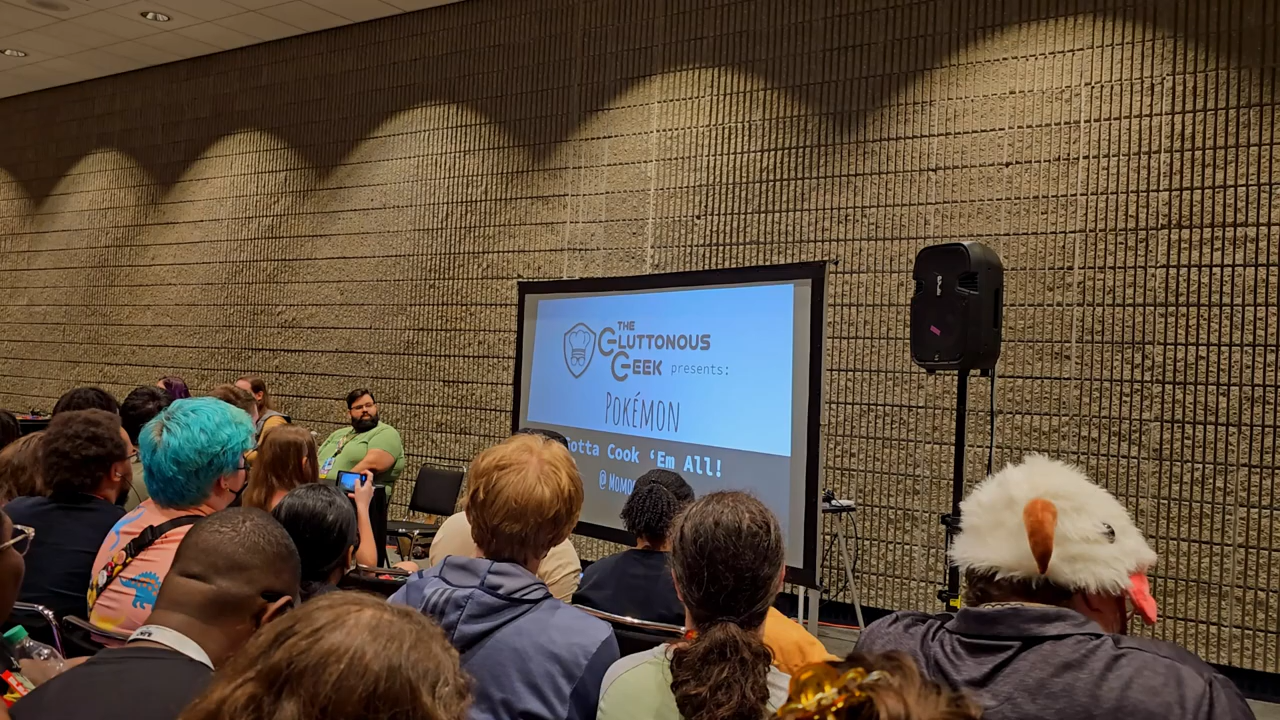 THE
GLUTTONOUS
GEEK presents:
POKÉMON
Gotta Cook ‘Em All!